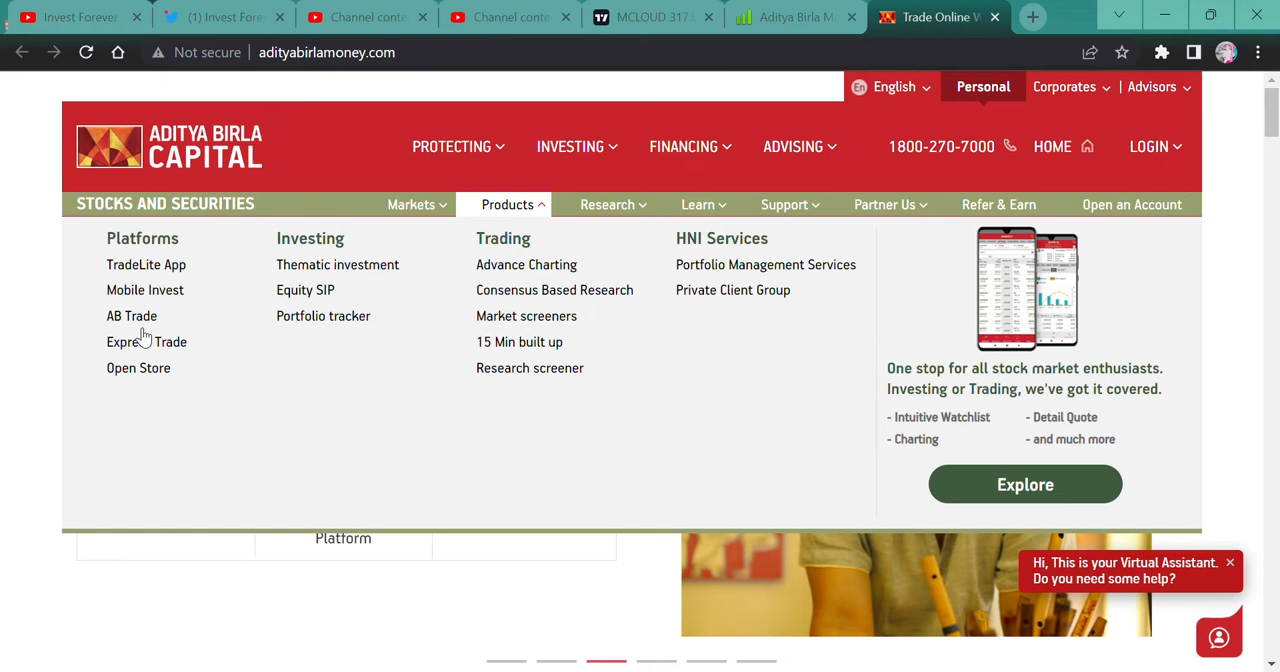 Invest Forever
(1) Invest Fore
Channel conte
Channel conte
MCLOUD 317.
Aditya Birla M
Trade Online W
Not secure
adityabirlamoney.com
En English
Personal
Corporates
| Advisors
ADITYA BIRLA
CAPITAL
PROTECTING
INVESTING
FINANCING
ADVISING
1800-270-7000
HOME
LOGIN
STOCKS AND SECURITIES
Markets
Products
Research
Learn
Support
Partner Us
Refer & Earn
Open an Account
Platforms
TradeLite App
Mobile Invest
AB Trade
Express Trade
Open Store
Investing
Thematic Investment
Equity SIP
Portfolio tracker
Trading
Advance Charting
Consensus Based Research
Market screeners
15 Min built up
Research screener
HNI Services
Portfolio Management Services
Private Client Group
One stop for all stock market enthusiasts.
Investing or Trading, we've got it covered.
- Intuitive Watchlist
- Detail Quote
- Charting
- and much more
Explore
Platform
Hi, This is your Virtual Assistant.
Do you need some help?